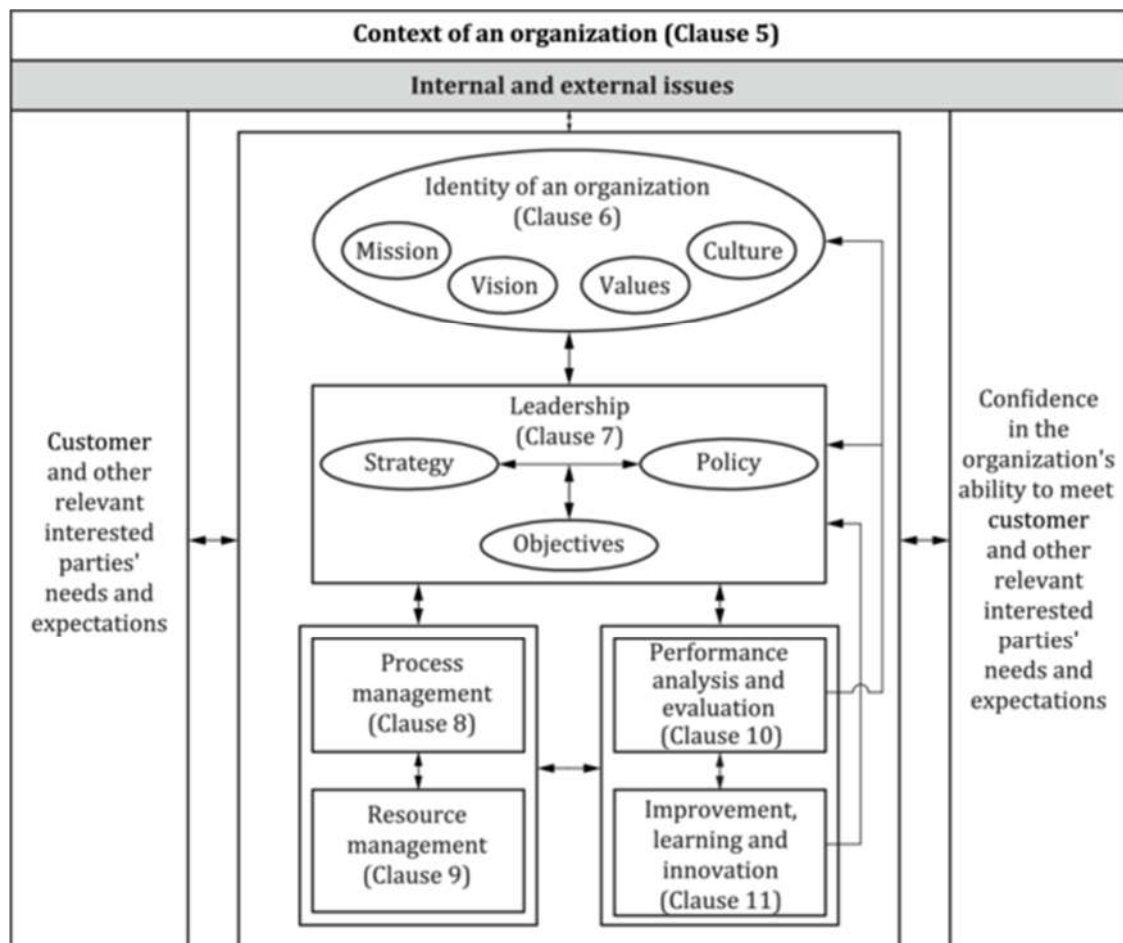 Context of an organization (Clause 5)
Internal and external issues
Customer
and other
relevant
interested
parties'
needs and
expectations
Identity of an organization
(Clause 6)
Mission
Vision
Values
Culture
Leadership
(Clause 7)
Strategy
Policy
Objectives
Process
management
(Clause 8)
Resource
management
(Clause 9)
Performance
analysis and
evaluation
(Clause 10)
Improvement,
learning and
innovation
(Clause 11)
Confidence
in the
organization's
ability to meet
customer
and other
relevant
interested
parties'
needs and
expectations